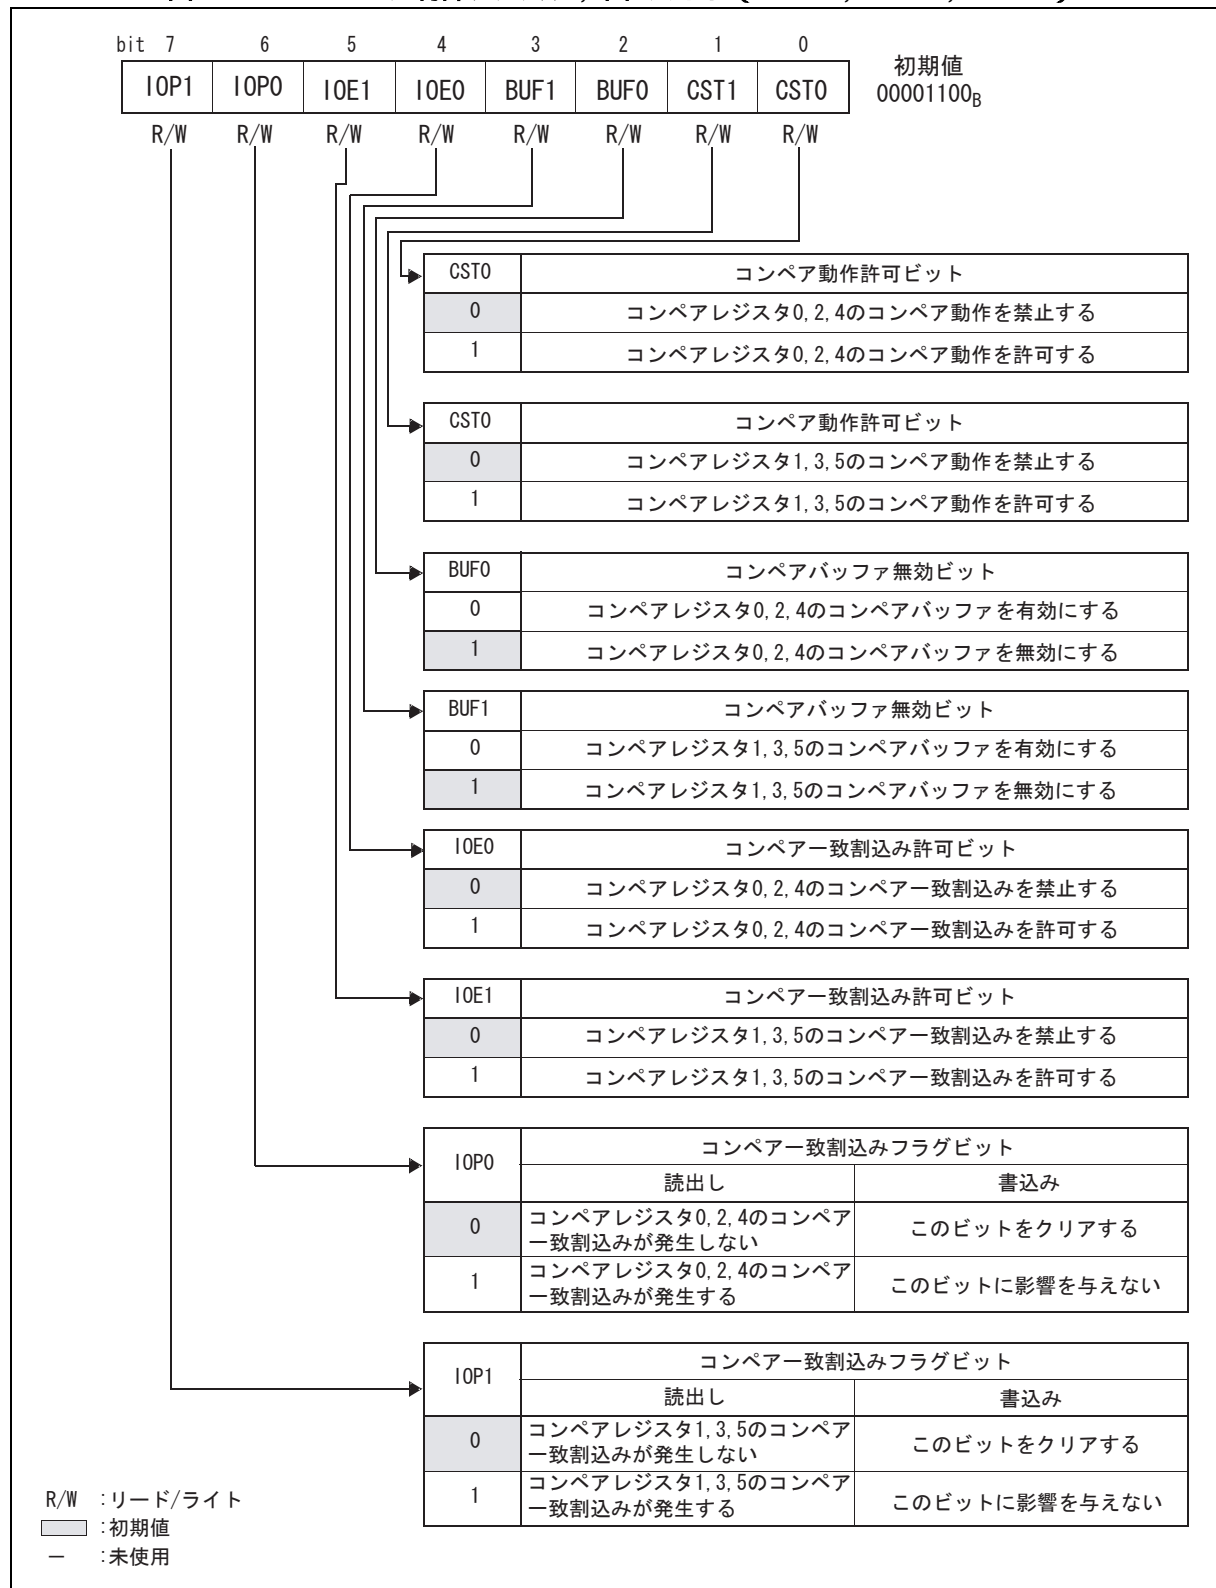 bit 7 6 5 4 3 2 1 0
IOP1 IOP0 IOE1 IOE0 BUF1 BUF0 CST1 CST0
初期値
00001100B
R/W R/W R/W R/W R/W R/W R/W R/W
CST0 コンペア動作許可ビット
0 コンペアレジスタ0,2,4のコンペア動作を禁止する
1 コンペアレジスタ0,2,4のコンペア動作を許可する
CST0 コンペア動作許可ビット
0 コンペアレジスタ1,3,5のコンペア動作を禁止する
1 コンペアレジスタ1,3,5のコンペア動作を許可する
BUF0 コンペアバッファ無効ビット
0 コンペアレジスタ0,2,4のコンペアバッファを有効にする
1 コンペアレジスタ0,2,4のコンペアバッファを無効にする
BUF1 コンペアバッファ無効ビット
0 コンペアレジスタ1,3,5のコンペアバッファを有効にする
1 コンペアレジスタ1,3,5のコンペアバッファを無効にする
IOE0 コンペア一致割込み許可ビット
0 コンペアレジスタ0,2,4のコンペア一致割込みを禁止する
1 コンペアレジスタ0,2,4のコンペア一致割込みを許可する
IOE1 コンペア一致割込み許可ビット
0 コンペアレジスタ1,3,5のコンペア一致割込みを禁止する
1 コンペアレジスタ1,3,5のコンペア一致割込みを許可する
IOP0 コンペア一致割込みフラグビット
読出し 書込み
0 コンペアレジスタ0,2,4のコンペア
一致割込みが発生しない このビットをクリアする
1 コンペアレジスタ0,2,4のコンペア
一致割込みが発生する このビットに影響を与えない
IOP1 コンペア一致割込みフラグビット
読出し 書込み
0 コンペアレジスタ1,3,5のコンペア
一致割込みが発生しない このビットをクリアする
1 コンペアレジスタ1,3,5のコンペア
一致割込みが発生する このビットに影響を与えない
R/W :リード/ライト
:初期値
― :未使用